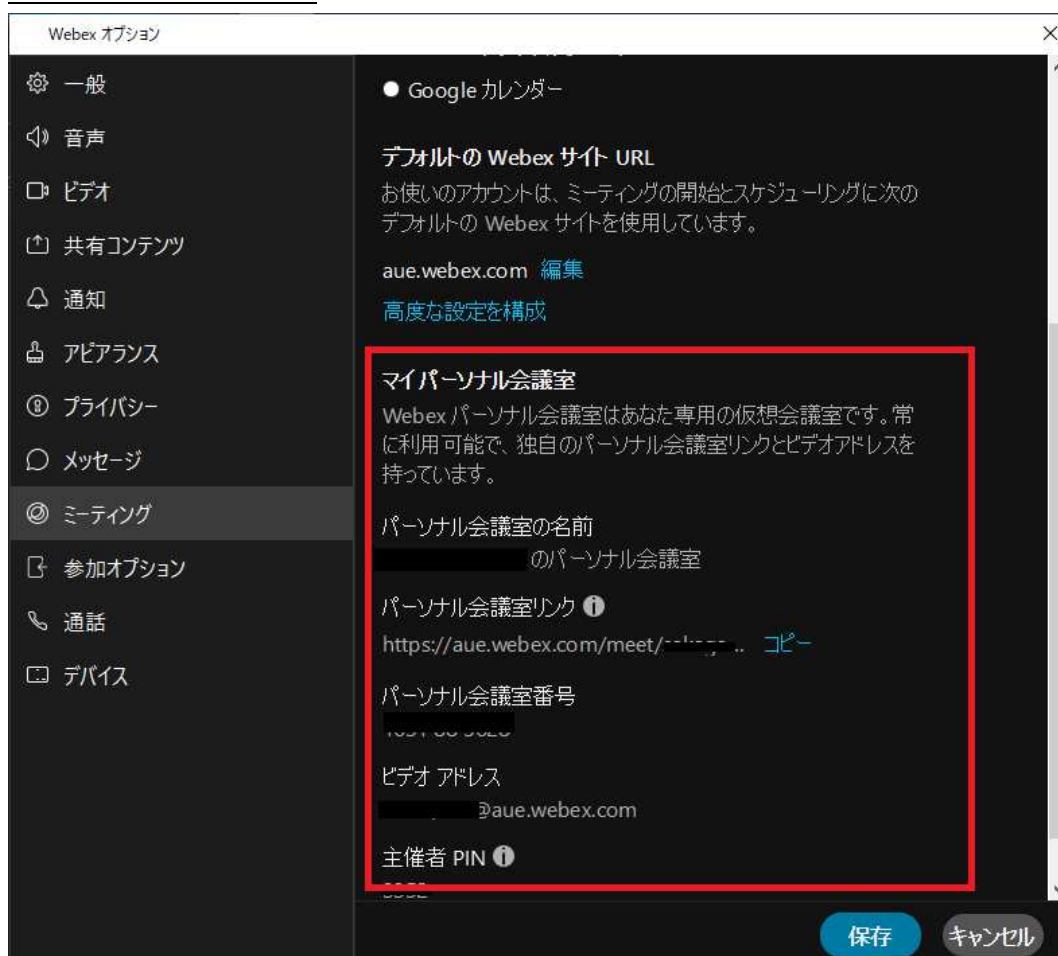 Webex オプション
一般
音声
ビデオ
共有コンテンツ
通知
アピアランス
プライバシー
メッセージ
ミーティング
参加オプション
通話
デバイス
Google カレンダー
デフォルトの Webex サイト URL
お使いのアカウントは、ミーティングの開始とスケジューリングに次の
デフォルトの Webex サイトを使用しています。
aue.webex.com 編集
高度な設定を構成
マイ パーソナル会議室
Webex パーソナル会議室はあなた専用の仮想会議室です。常
に利用可能で、独自のパーソナル会議室リンクとビデオアドレスを
持っています。
パーソナル会議室の名前
のパーソナル会議室
パーソナル会議室リンク
https://aue.webex.com/meet/ .. コピー
パーソナル会議室番号
ビデオ アドレス
@aue.webex.com
主催者 PIN
保存 キャンセル